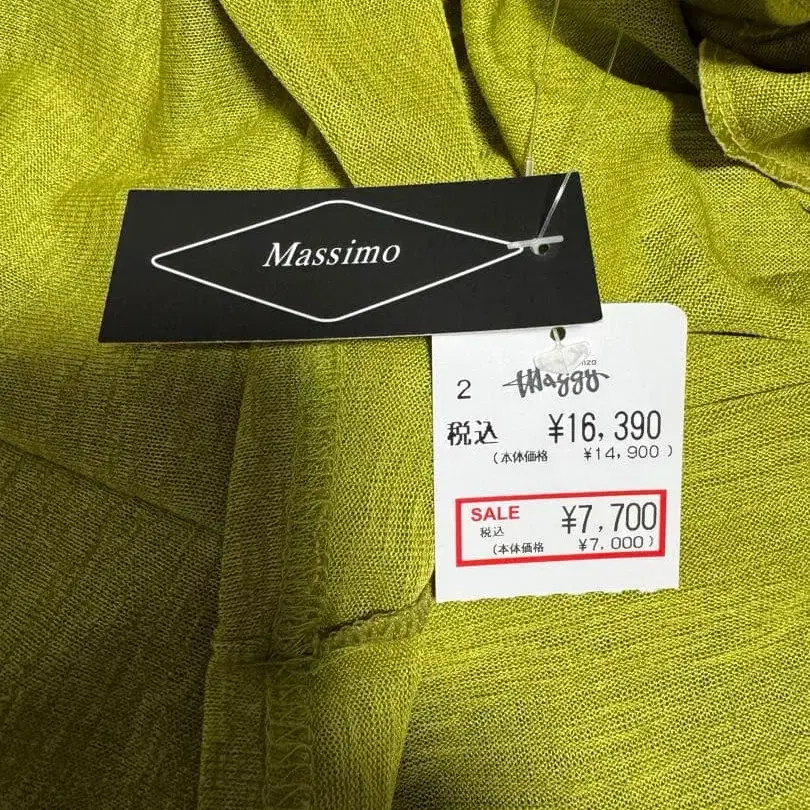 Massimo
2 Maggy
税込 ¥16,390
(本体価格 ¥14,900)
SALE ¥7,700
税込
(本体価格 ¥7,000)